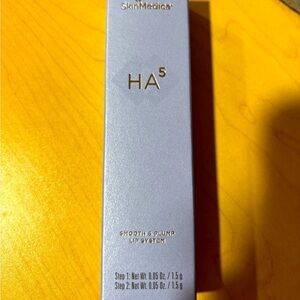 SkinMedica
HA5
SMOOTH & PLUMP
LIP SYSTEM
Step 1: Net Wt. 0.05 Oz. / 1.5 g
Step 2: Net Wt. 0.05 Oz. / 1.5 g